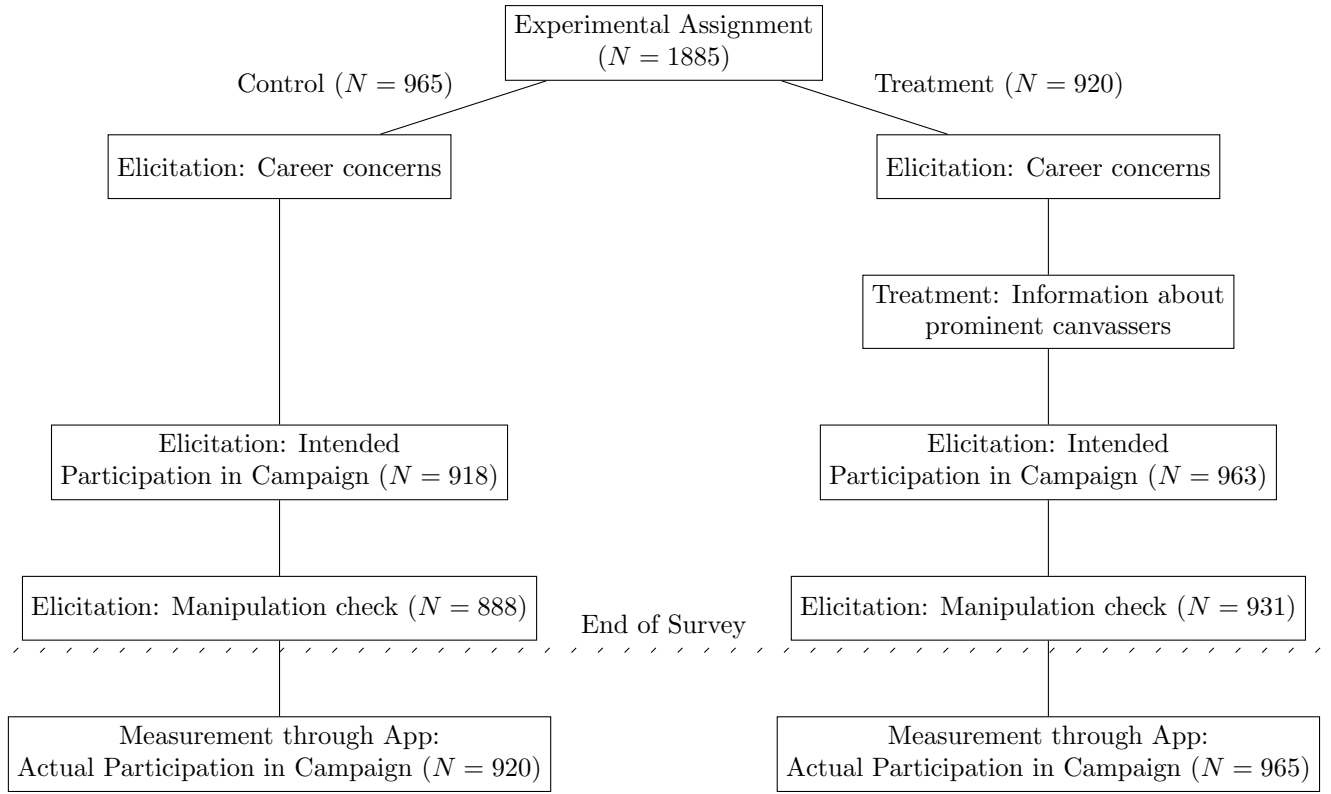 Experimental Assignment
(N = 1885)
Control (N = 965)
Treatment (N = 920)
Elicitation: Career concerns
Elicitation: Career concerns
Treatment: Information about
prominent canvassers
Elicitation: Intended
Participation in Campaign (N = 918)
Elicitation: Intended
Participation in Campaign (N = 963)
Elicitation: Manipulation check (N = 888)
Elicitation: Manipulation check (N = 931)
End of Survey
Measurement through App:
Actual Participation in Campaign (N = 920)
Measurement through App:
Actual Participation in Campaign (N = 965)